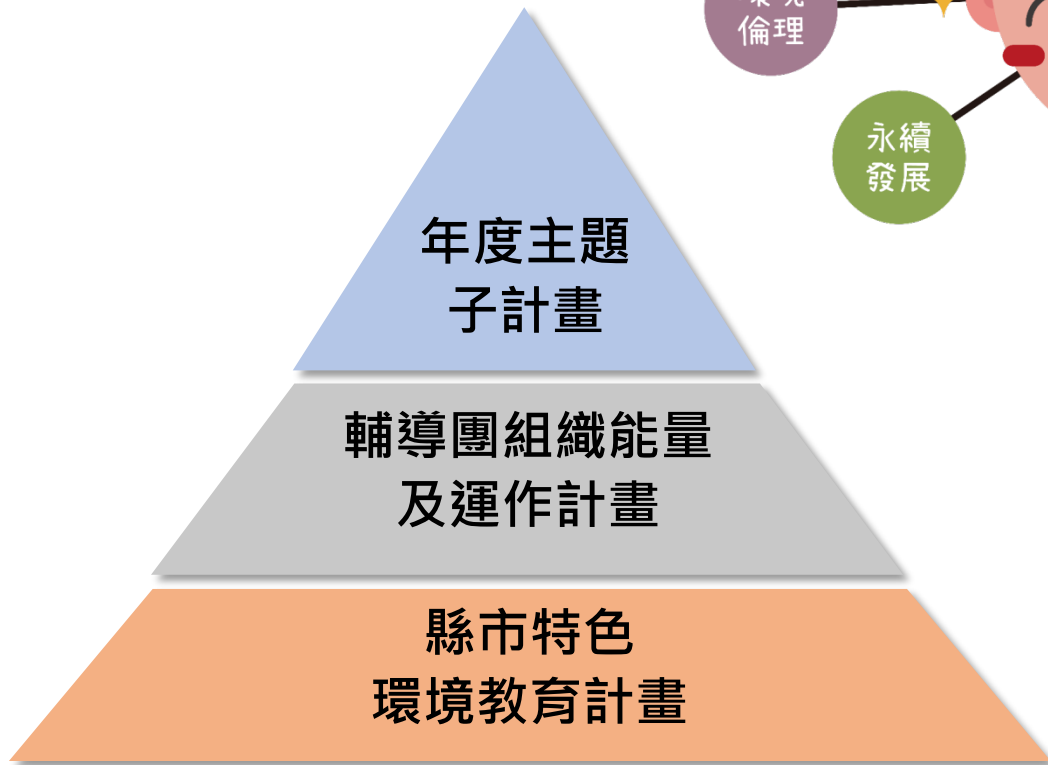 倫理
永續
發展
年度主題
子計畫
輔導團組織能量
及運作計畫
縣市特色
環境教育計畫